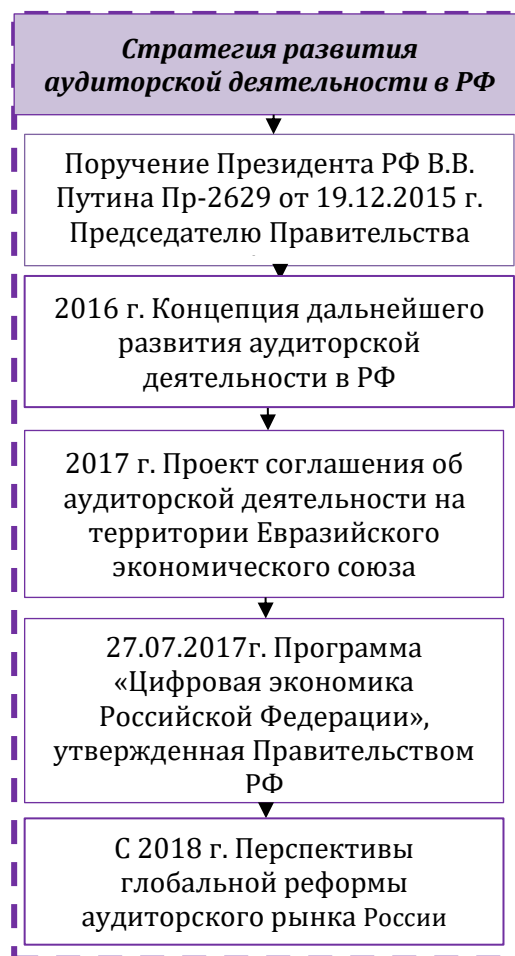 Стратегия развития
аудиторской деятельности в РФ
Поручение Президента РФ В.В.
Путина Пр-2629 от 19.12.2015 г.
Председателю Правительства
2016 г. Концепция дальнейшего
развития аудиторской
деятельности в РФ
2017 г. Проект соглашения об
аудиторской деятельности на
территории Евразийского
экономического союза
27.07.2017г. Программа
«Цифровая экономика
Российской Федерации»,
утвержденная Правительством
РФ
С 2018 г. Перспективы
глобальной реформы
аудиторского рынка России